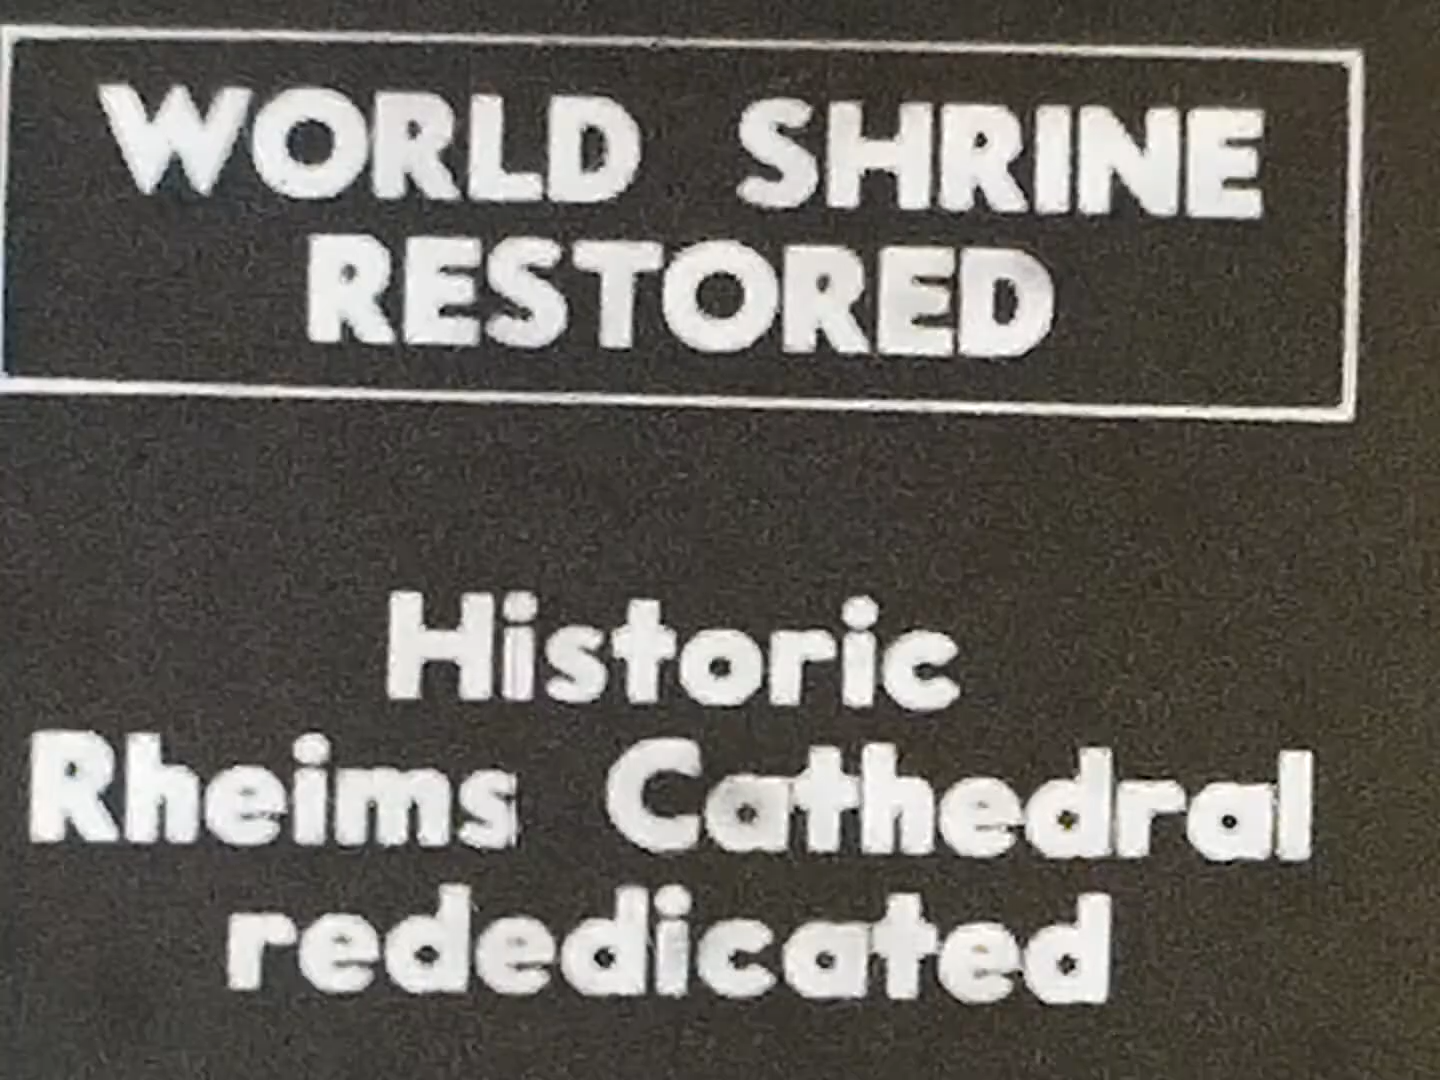 WORLD SHRINE
RESTORED
Historic
Rheims Cathedral
rededicated